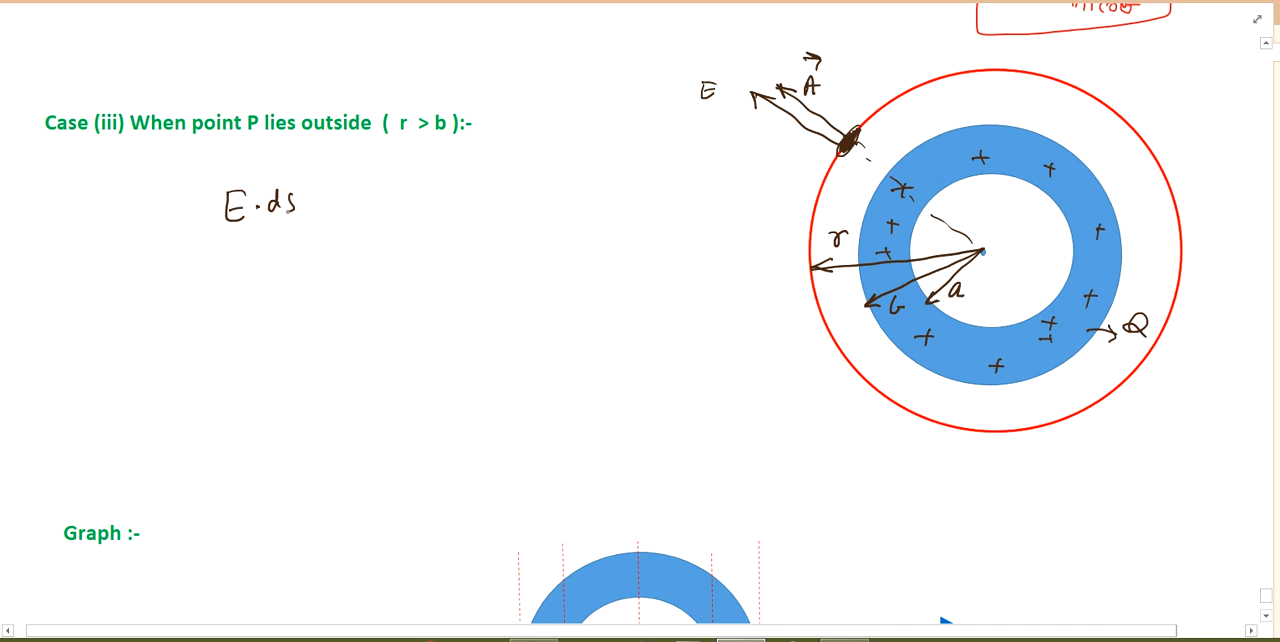 Case (iii) When point P lies outside ( r > b ):-
E
A
E . ds
+ +
+
+ +
r
+
a
b
+
+
+
+
Q
+
Graph :-